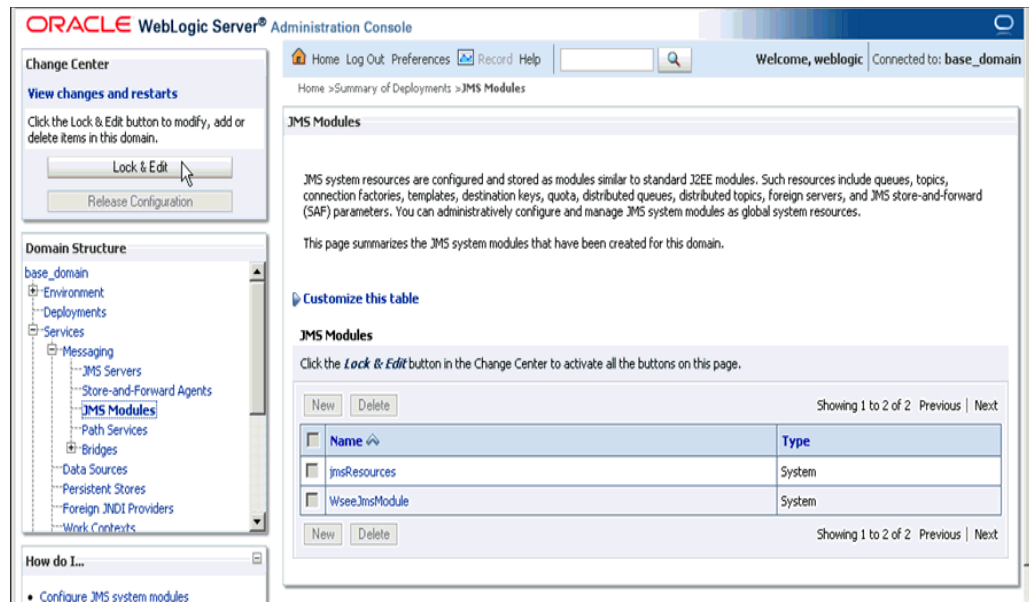 ORACLE WebLogic Server® Administration Console
Change Center
View changes and restarts
Click the Lock & Edit button to modify, add or
delete items in this domain.
Lock & Edit
Release Configuration
Domain Structure
base_domain
Environment
Deployments
Services
Messaging
JMS Servers
Store-and-Forward Agents
JMS Modules
Path Services
Bridges
Data Sources
Persistent Stores
Foreign JNDI Providers
Work Contexts
How do I...
Configure JMS system modules
Home Log Out Preferences Record Help
Welcome, weblogic Connected to: base_domain
Home >Summary of Deployments >JMS Modules
JMS Modules
JMS system resources are configured and stored as modules similar to standard J2EE modules. Such resources include queues, topics,
connection factories, templates, destination keys, quota, distributed queues, distributed topics, foreign servers, and JMS store-and-forward
(SAF) parameters. You can administratively configure and manage JMS system modules as global system resources.
This page summarizes the JMS system modules that have been created for this domain.
Customize this table
JMS Modules
Click the Lock & Edit button in the Change Center to activate all the buttons on this page.
New Delete Showing 1 to 2 of 2 Previous | Next
Name Type
jmsResources System
WseeJmsModule System
New Delete Showing 1 to 2 of 2 Previous | Next